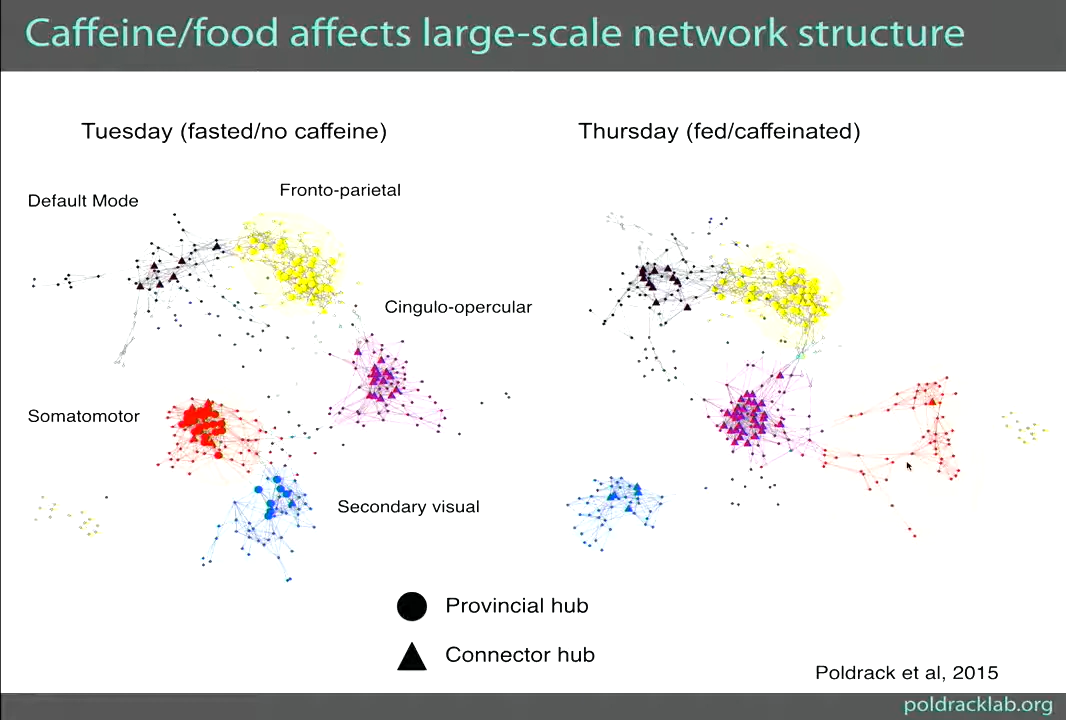 Caffeine/food affects large-scale network structure
Tuesday (fasted/no caffeine)
Thursday (fed/caffeinated)
Fronto-parietal
Default Mode
Cingulo-opercular
Somatomotor
Secondary visual
Provincial hub
Connector hub
Poldrack et al, 2015
poldracklab.org